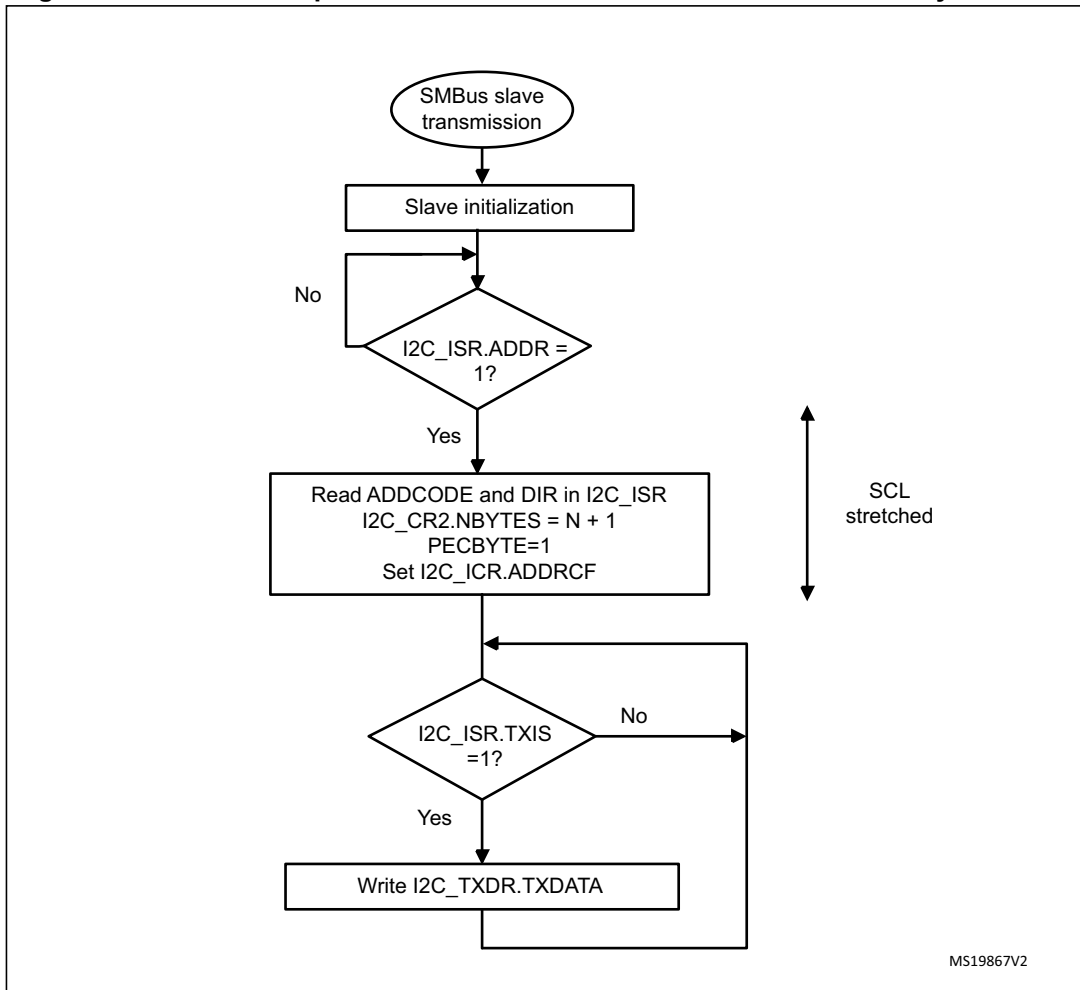 SMBus slave
transmission
Slave initialization
No
I2C_ISR.ADDR =
1?
Yes
Read ADDCODE and DIR in I2C_ISR
I2C_CR2.NBYTES = N + 1
PECBYTE=1
Set I2C_ICR.ADDRCF
SCL
stretched
I2C_ISR.TXIS
=1?
No
Yes
Write I2C_TXDR.TXDATA
MS19867V2